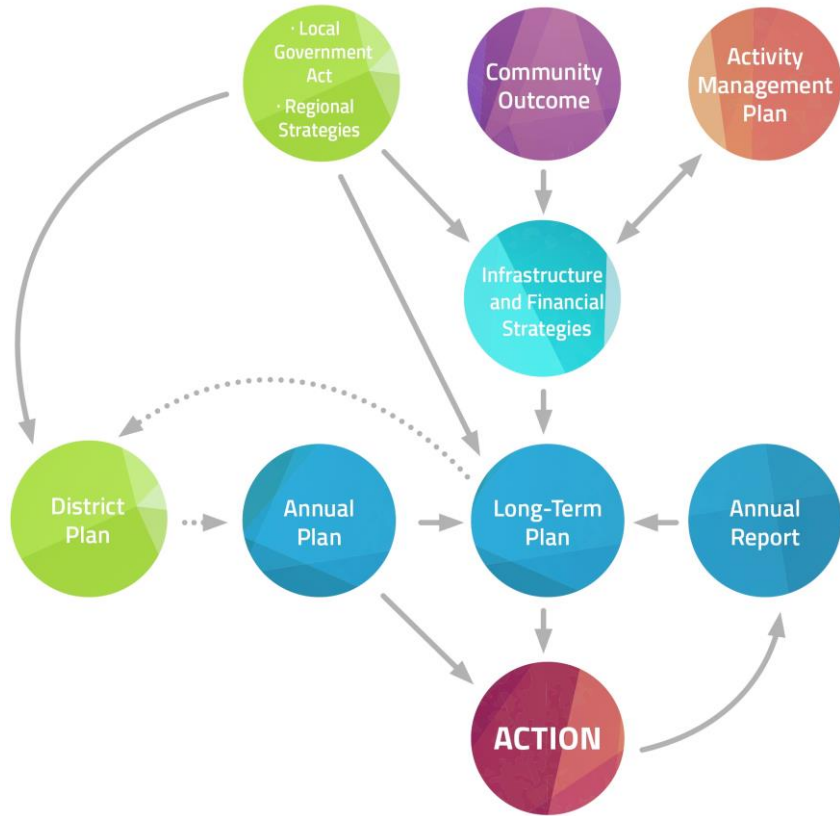 · Local
Government
Act
· Regional
Strategies
Community
Outcome
Activity
Management
Plan
Infrastructure
and Financial
Strategies
District
Plan
Annual
Plan
Long-Term
Plan
Annual
Report
ACTION